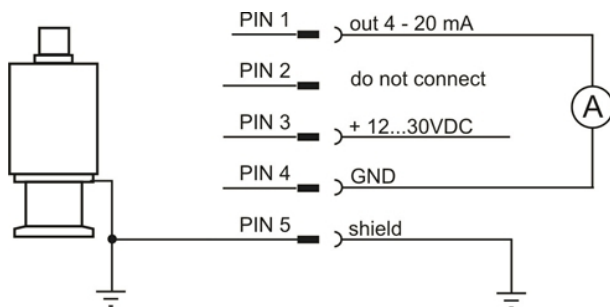 PIN 1 out 4 - 20 mA
PIN 2 do not connect
A
PIN 3 + 12...30VDC
PIN 4 GND
PIN 5 shield